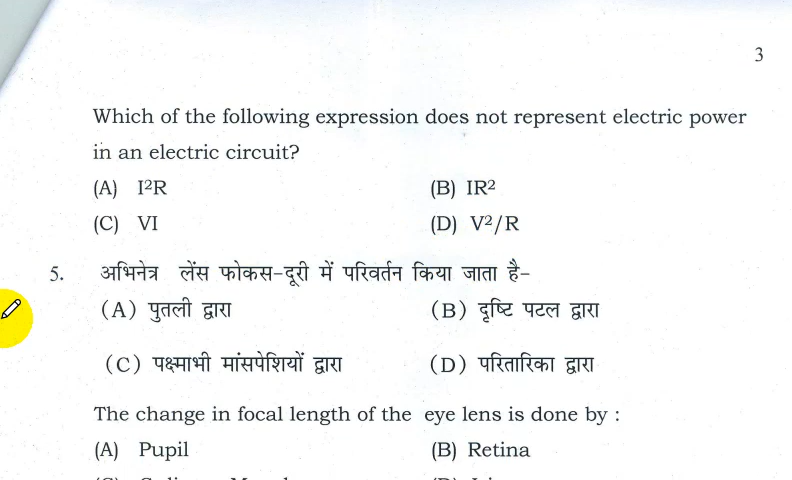 3
Which of the following expression does not represent electric power
in an electric circuit?
(A) I²R (B) IR²
(C) VI (D) V²/R
5. अभिनेत्र लेंस फोकस-दूरी में परिवर्तन किया जाता है-
(A) पुतली द्वारा (B) दृष्टि पटल द्वारा
(C) पक्ष्माभी मांसपेशियों द्वारा (D) परितारिका द्वारा
The change in focal length of the eye lens is done by :
(A) Pupil (B) Retina